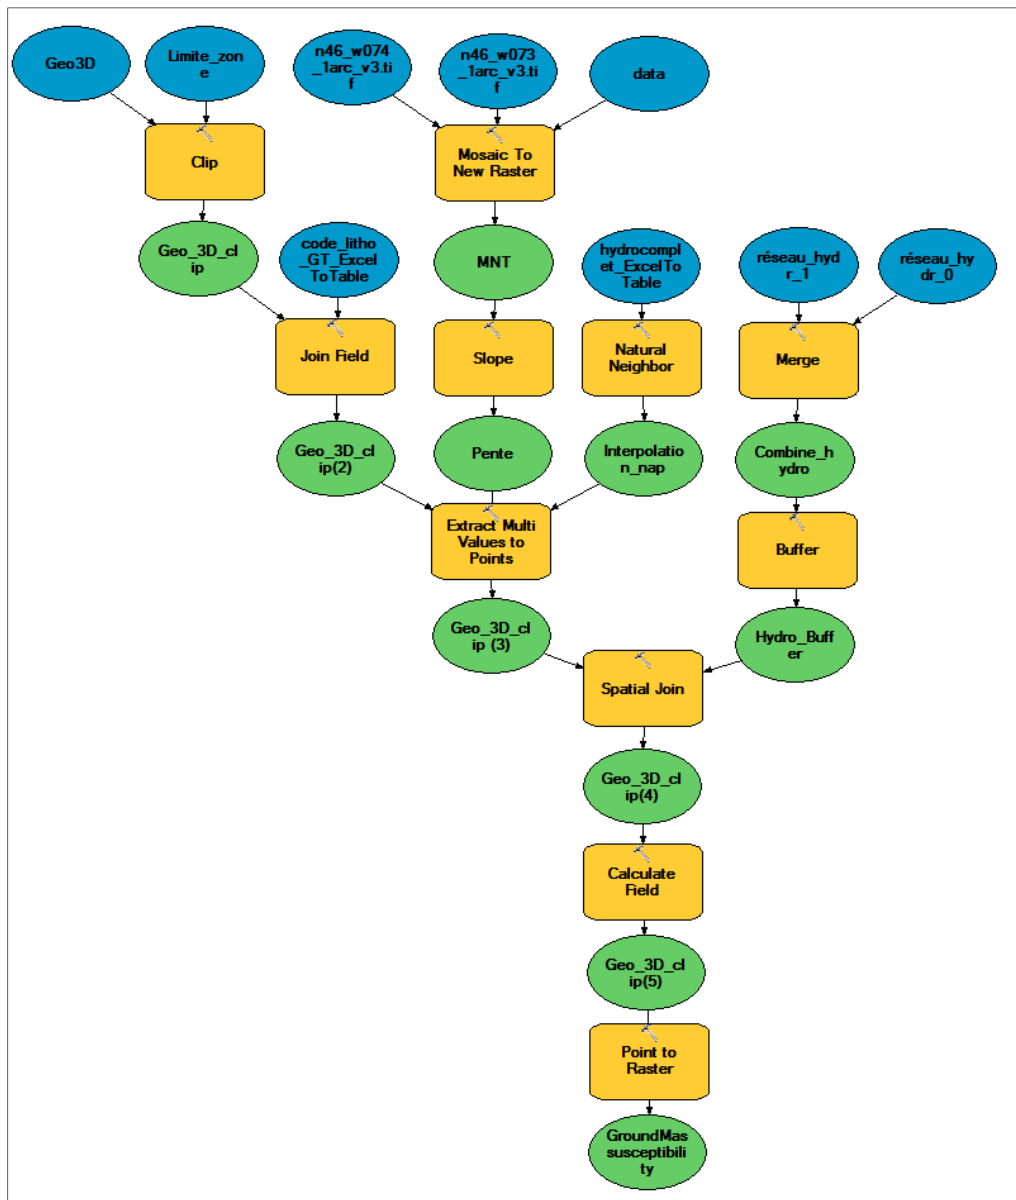 Geo3D
Limite_zon
e
n46_w074
_1arc_v3.ti
f
n46_w073
_1arc_v3.ti
f
data
Clip
Mosaic To
New Raster
Geo_3D_cl
ip
code_litho
_GT_Excel
ToTable
MNT
hydrocompl
et_ExcelTo
Table
réseau_hyd
r_1
réseau_hy
dr_0
Join Field
Slope
Natural
Neighbor
Merge
Geo_3D_cl
ip(2)
Pente
Interpolatio
n_nap
Combine_h
ydro
Extract Multi
Values to
Points
Buffer
Geo_3D_cl
ip (3)
Hydro_Buff
er
Spatial Join
Geo_3D_cl
ip(4)
Calculate
Field
Geo_3D_cl
ip(5)
Point to
Raster
GroundMas
susceptibili
ty